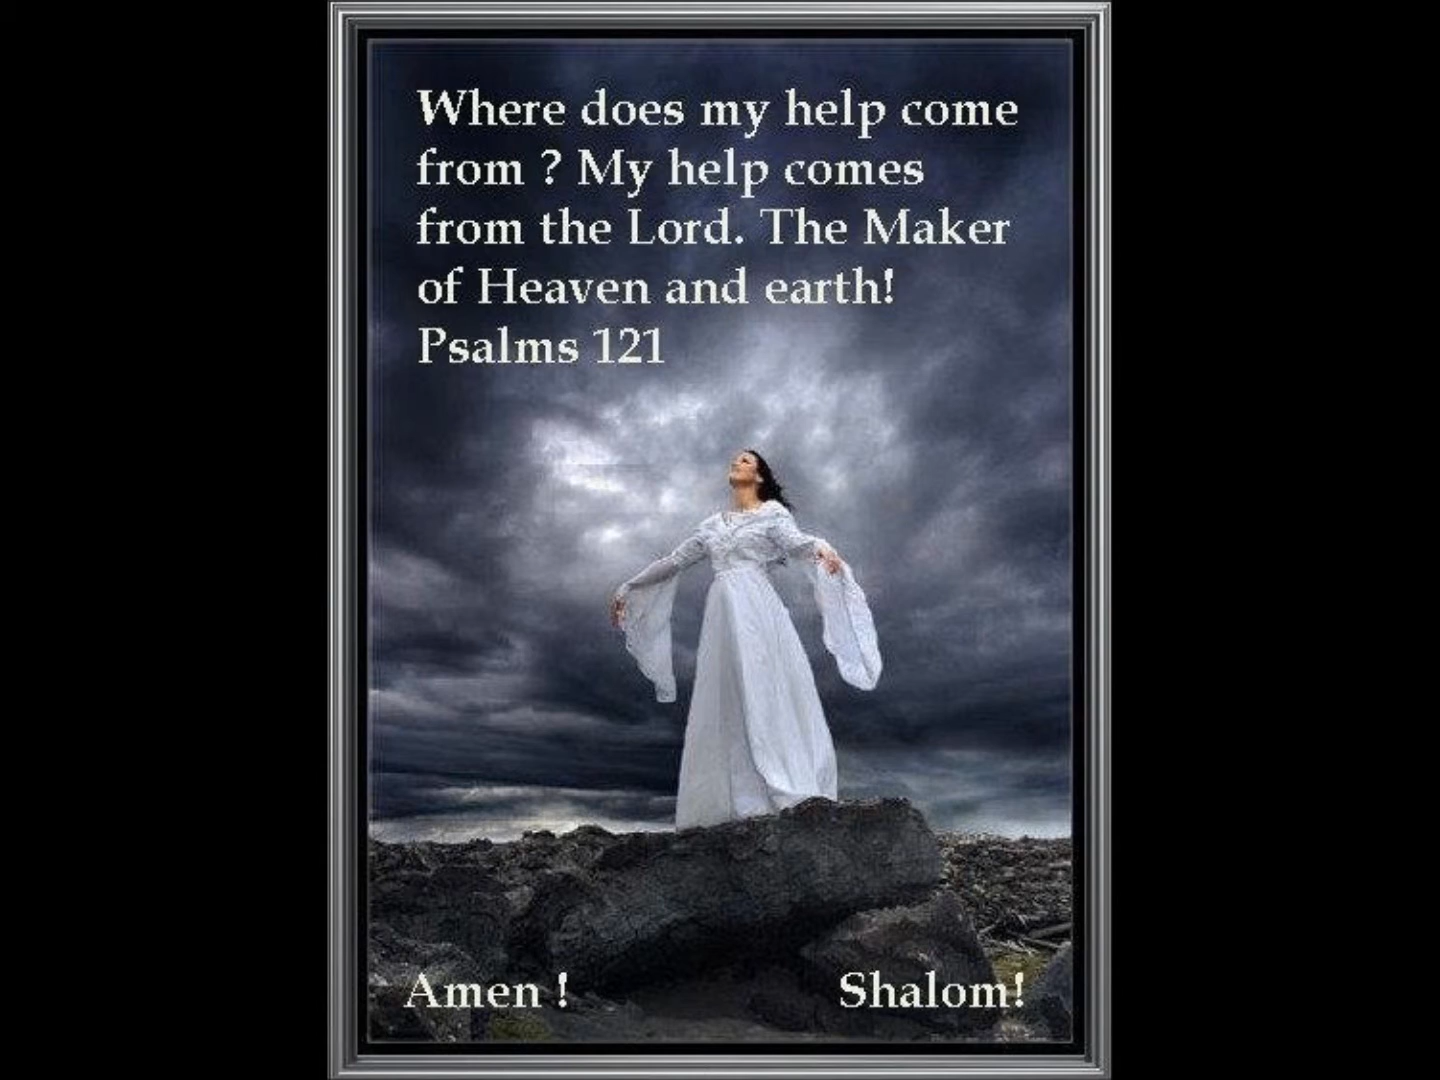 Where does my help come
from ? My help comes
from the Lord. The Maker
of Heaven and earth!
Psalms 121
Amen !
Shalom!